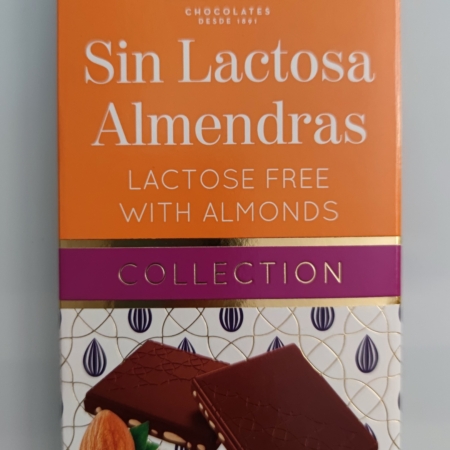 CHOCOLATES
DESDE 1881
Sin Lactosa
Almendras
LACTOSE FREE
WITH ALMONDS
COLLECTION